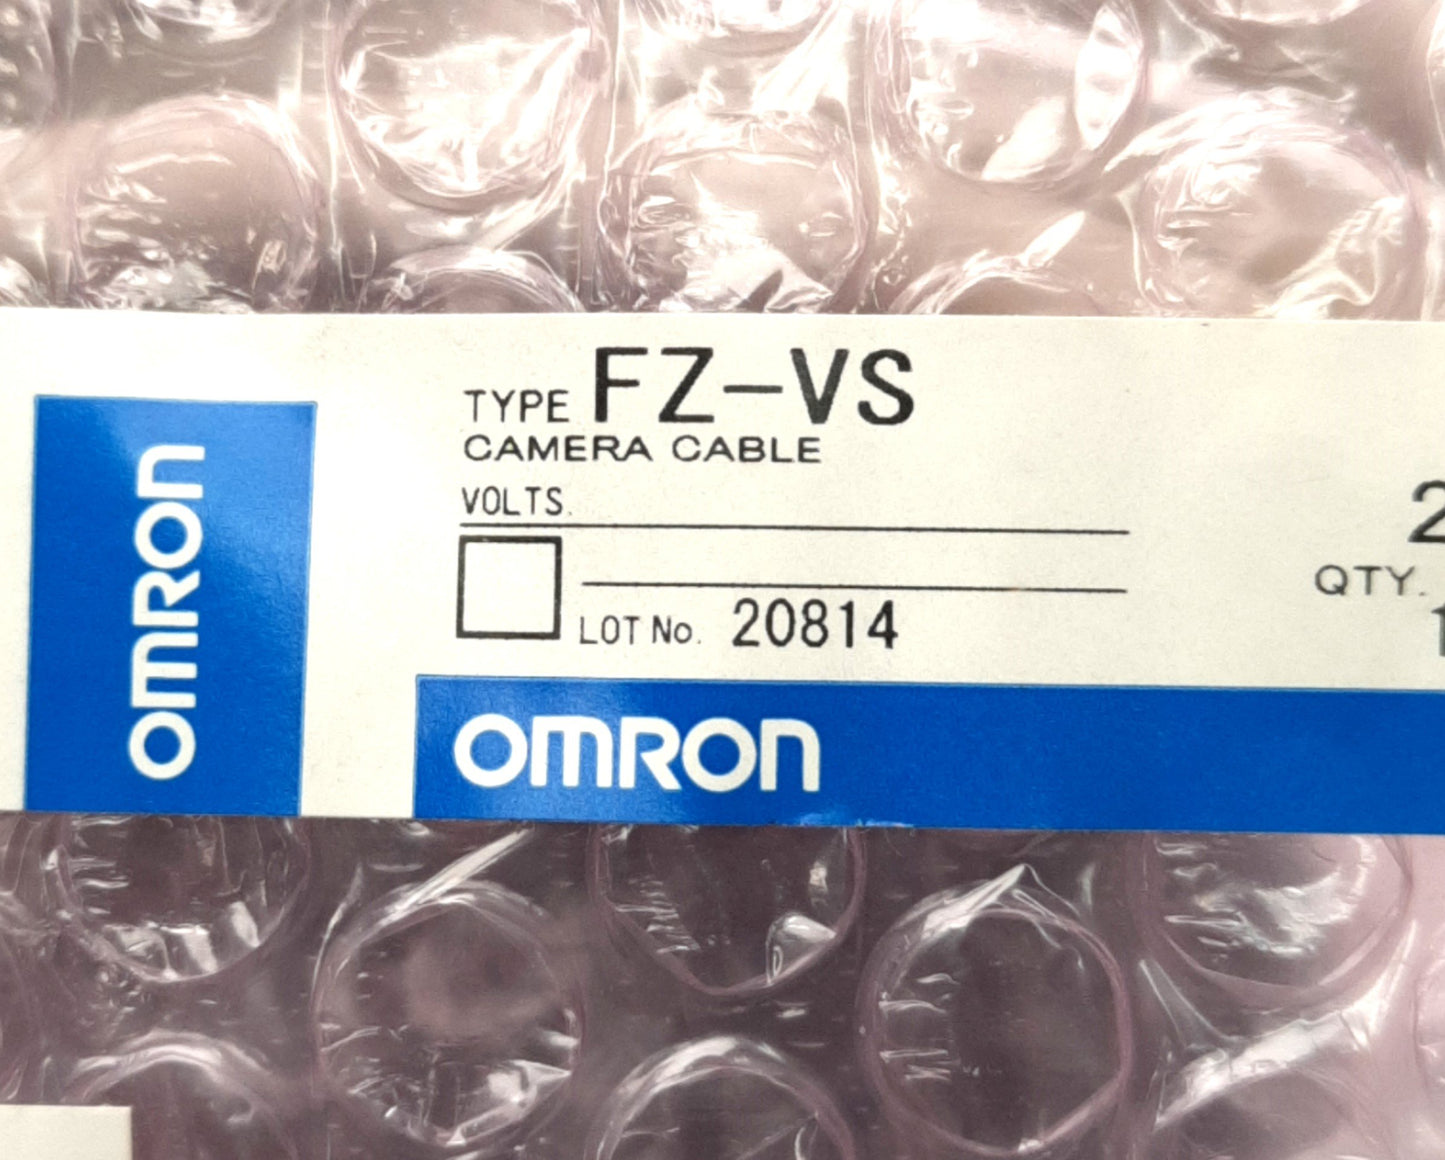 OMRON
TYPE FZ-VS
CAMERA CABLE
VOLTS.
2
QTY.
LOT No. 20814
1
OMRON